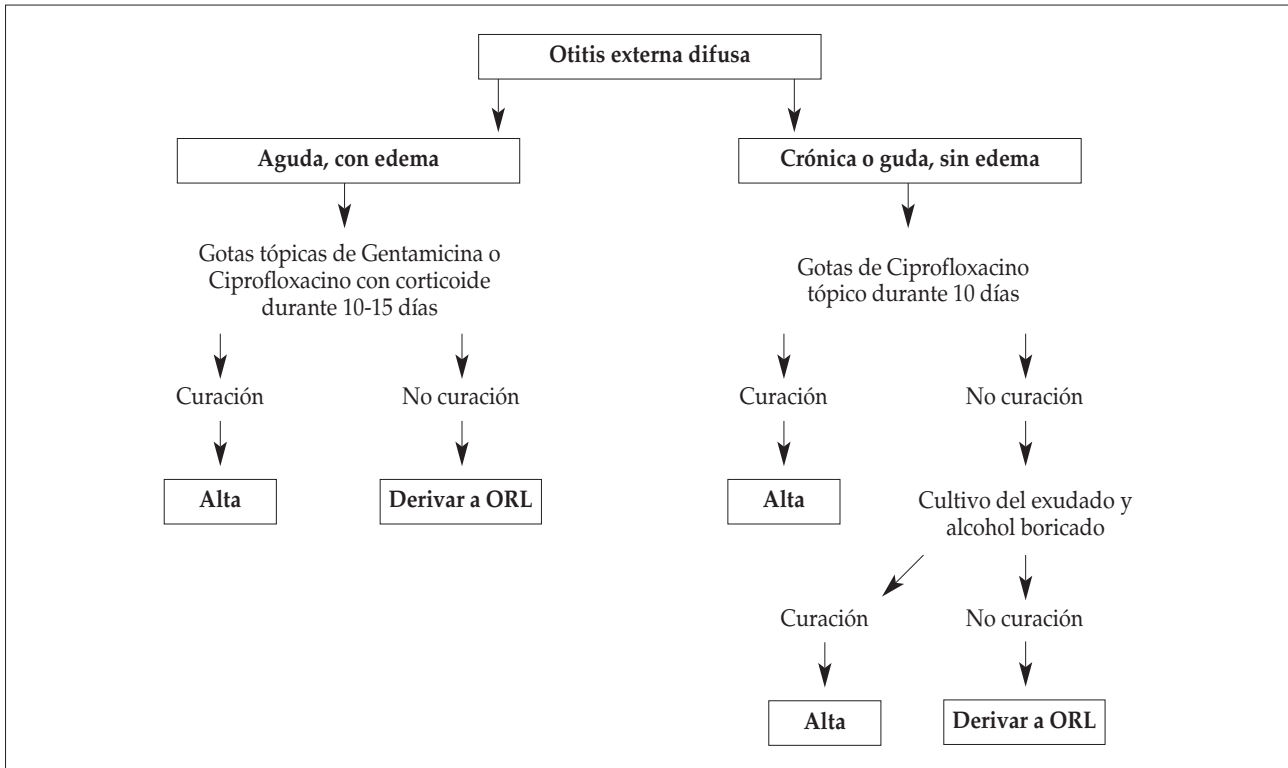 Otitis externa difusa
Aguda, con edema
Crónica o guda, sin edema
Gotas tópicas de Gentamicina o
Ciprofloxacino con corticoide
durante 10-15 días
Gotas de Ciprofloxacino
tópico durante 10 días
Curación
No curación
Curación
No curación
Alta
Derivar a ORL
Alta
Cultivo del exudado y
alcohol boricado
Curación
No curación
Alta
Derivar a ORL